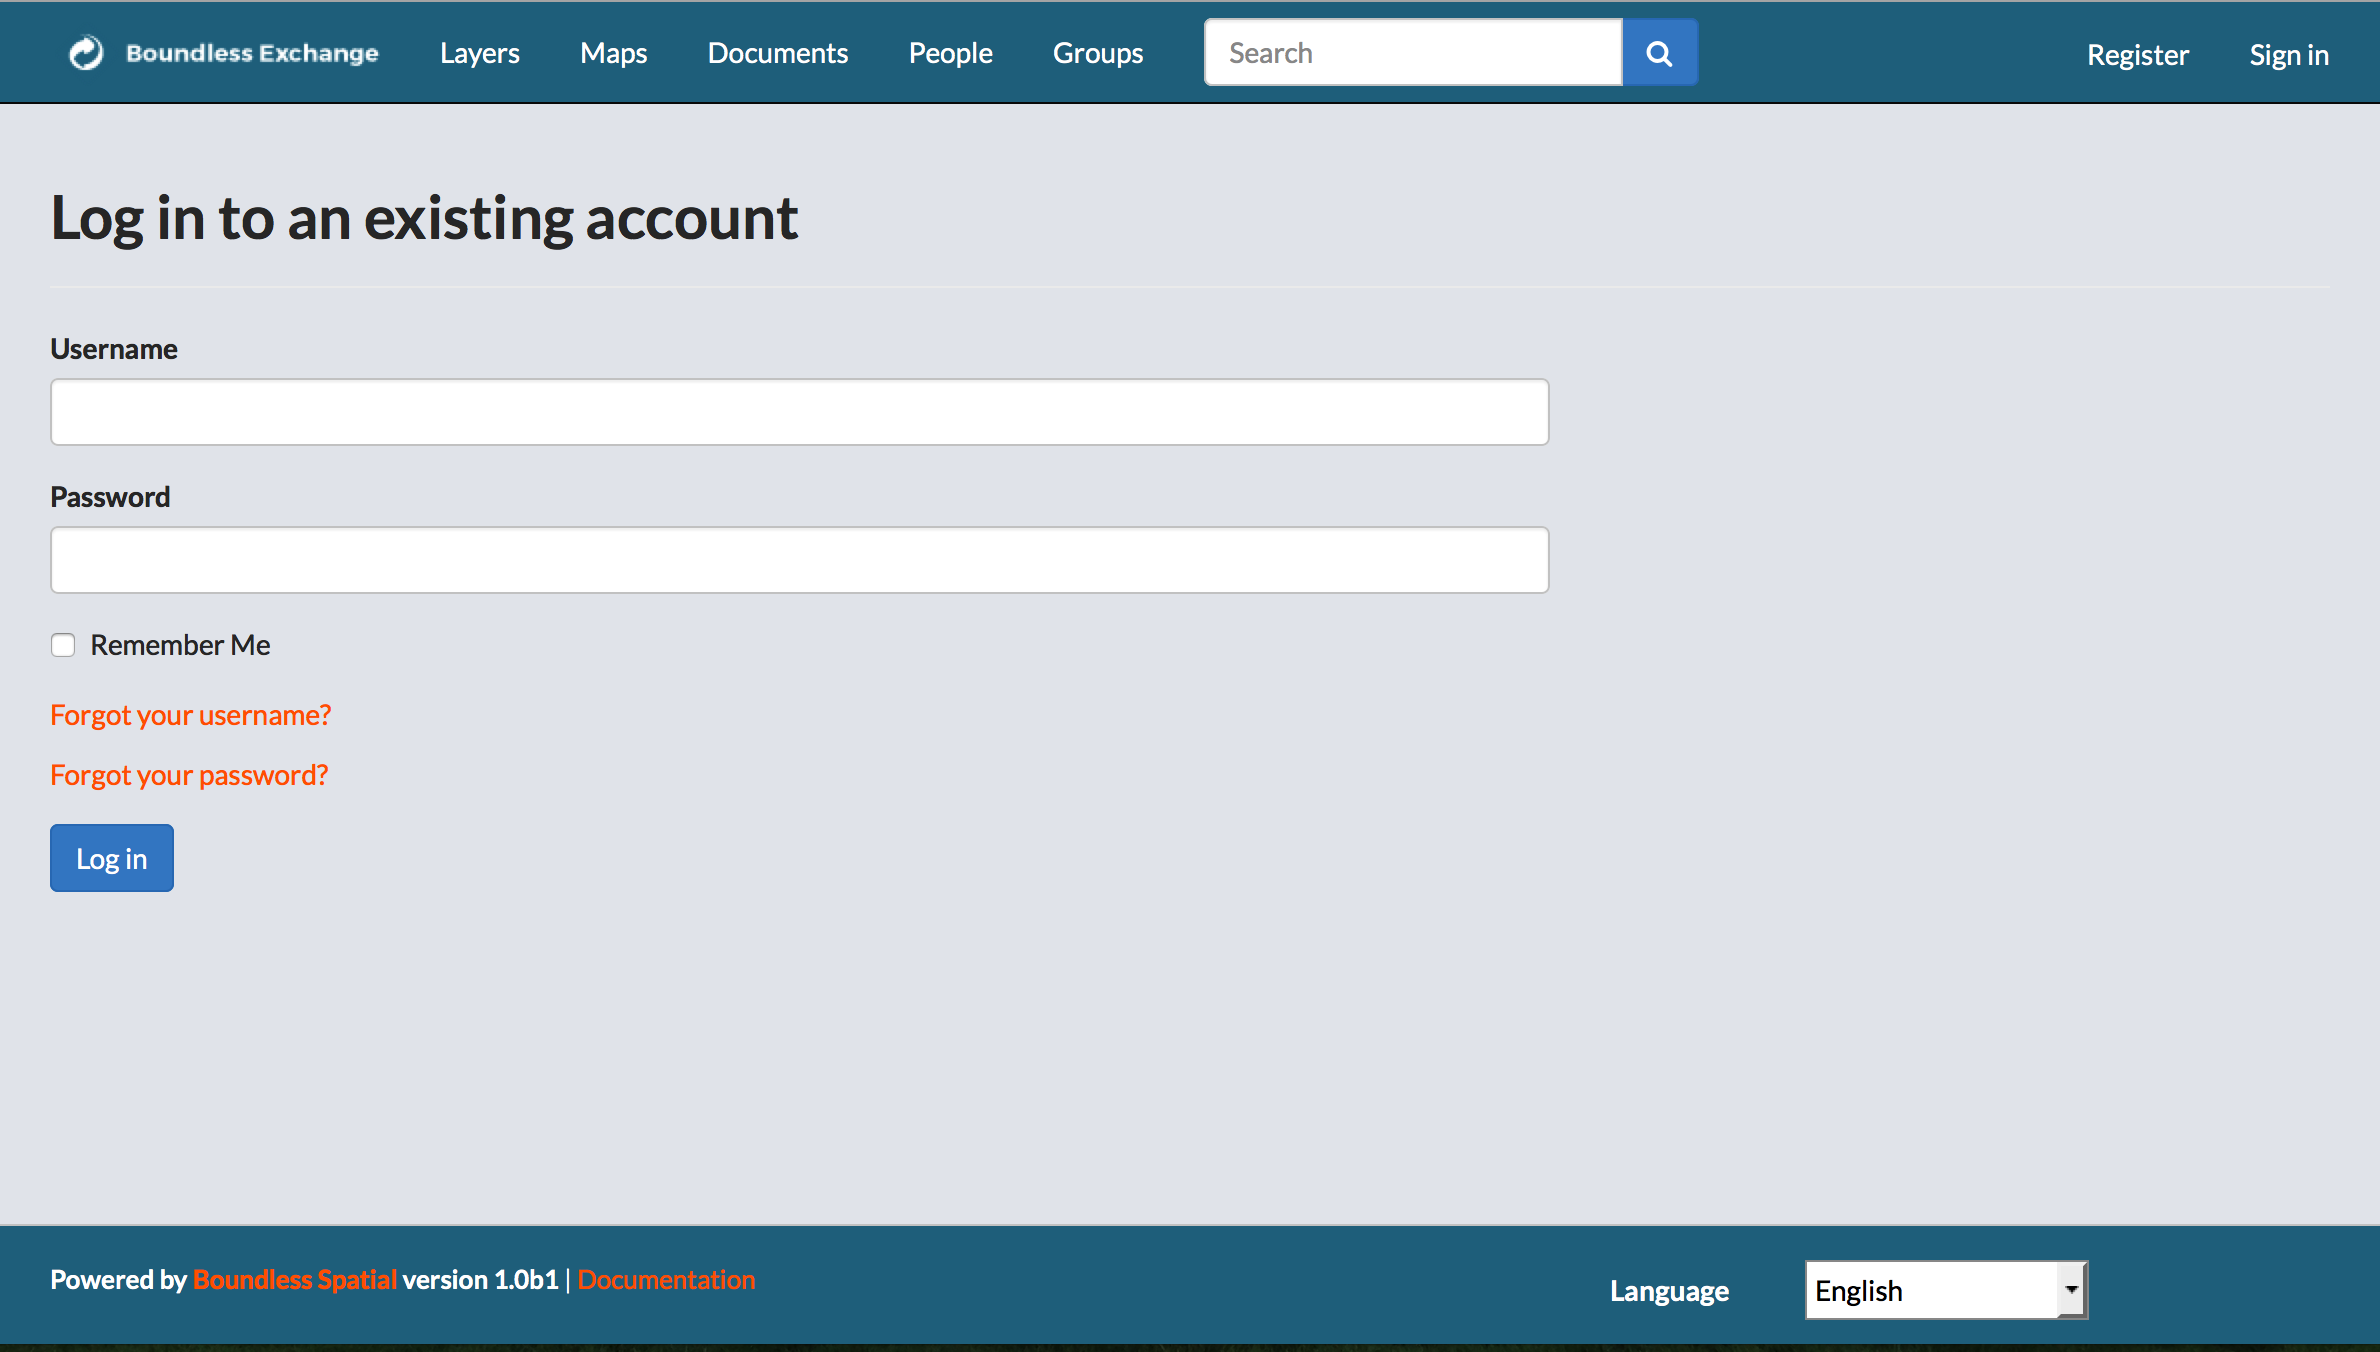 Boundless Exchange Layers Maps Documents People Groups Search Register Sign in
Log in to an existing account
Username
Password
Remember Me
Forgot your username?
Forgot your password?
Log in
Powered by Boundless Spatial version 1.0b1 | Documentation Language English